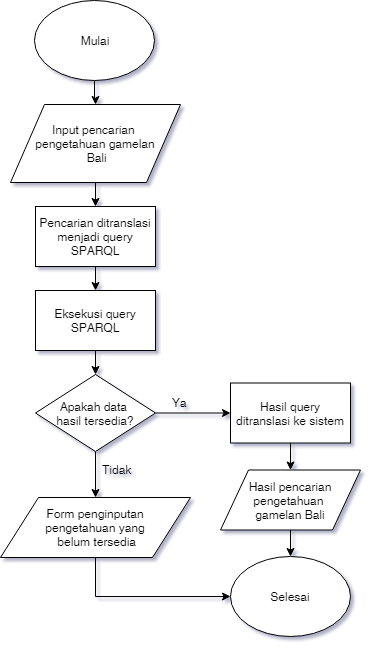 Mulai
Input pencarian
pengetahuan gamelan
Bali
Pencarian ditranslasi
menjadi query
SPARQL
Eksekusi query
SPARQL
Apakah data
hasil tersedia?
Ya
Hasil query
ditranslasi ke sistem
Tidak
Hasil pencarian
pengetahuan
gamelan Bali
Form penginputan
pengetahuan yang
belum tersedia
Selesai